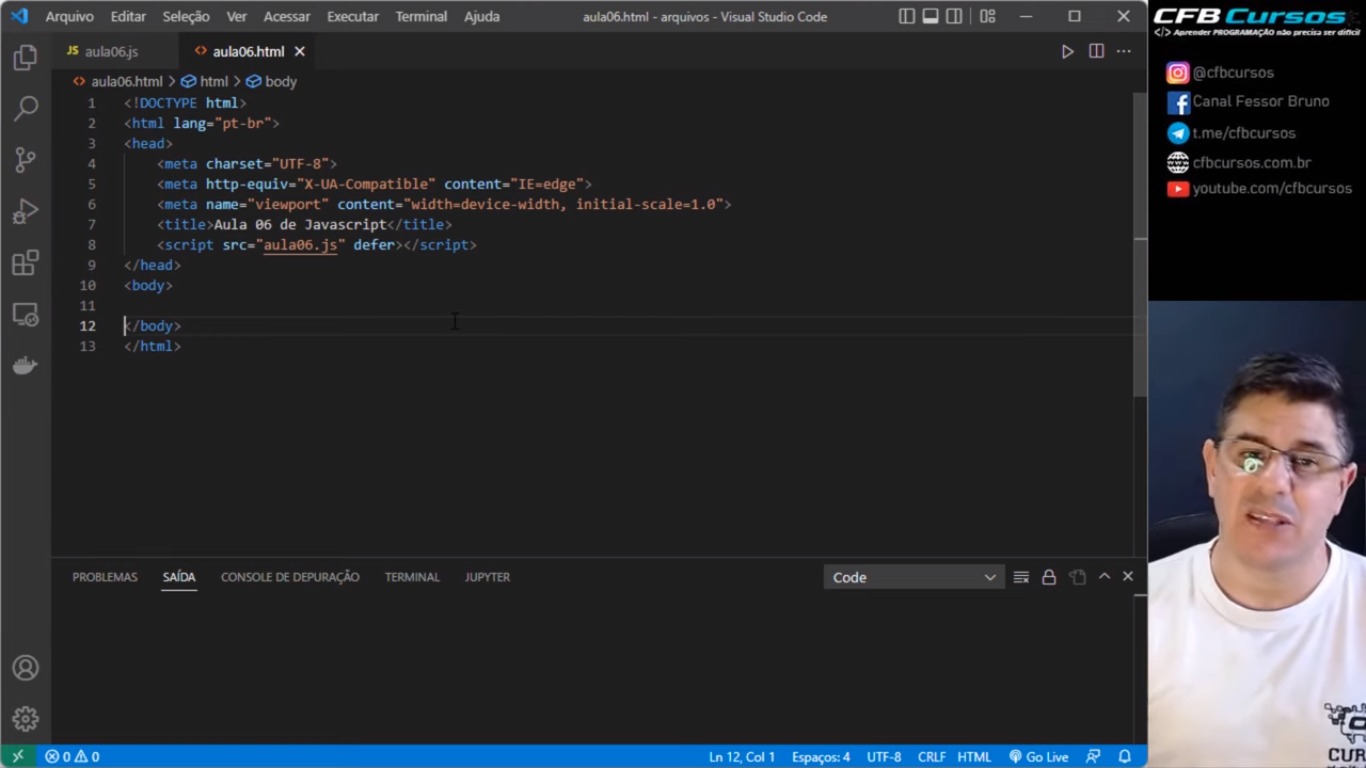 Arquivo Editar Seleção Ver Acessar Executar Terminal Ajuda
aula06.html - arquivos - Visual Studio Code
JS aula06.js
<> aula06.html
<> aula06.html > html > body
1 <!DOCTYPE html>
2 <html lang="pt-br">
3 <head>
4 <meta charset="UTF-8">
5 <meta http-equiv="X-UA-Compatible" content="IE=edge">
6 <meta name="viewport" content="width=device-width, initial-scale=1.0">
7 <title>Aula 06 de Javascript</title>
8 <script src="aula06.js" defer></script>
9 </head>
10 <body>
11
12 </body>
13 </html>
PROBLEMAS SAÍDA CONSOLE DE DEPURAÇÃO TERMINAL JUPYTER
Code
0 0
Ln 12, Col 1 Espaços: 4 UTF-8 CRLF HTML Go Live
CFB Cursos
</> Aprender PROGRAMAÇÃO não precisa ser difícil
@cfbcursos
Canal Fessor Bruno
t.me/cfbcursos
cfbcursos.com.br
youtube.com/cfbcursos
CUR